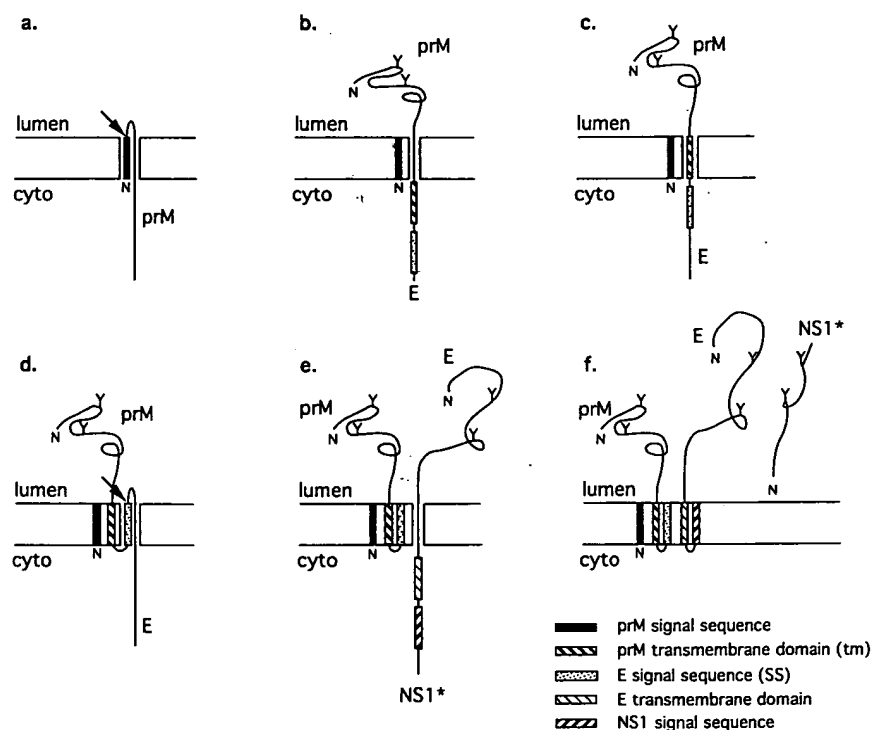 a.
lumen
N
cyto
prM
b.
prM
Y
Y
N
lumen
N
cyto
E
c.
prM
Y
Y
N
lumen
N
cyto
E
d.
prM
Y
Y
N
lumen
N
cyto
E
e.
E
N
Y
Y
prM
Y
Y
N
lumen
N
cyto
NS1*
f.
E
N
Y
Y
NS1*
Y
Y
N
prM
Y
Y
N
lumen
N
cyto
prM signal sequence
prM transmembrane domain (tm)
E signal sequence (SS)
E transmembrane domain
NS1 signal sequence